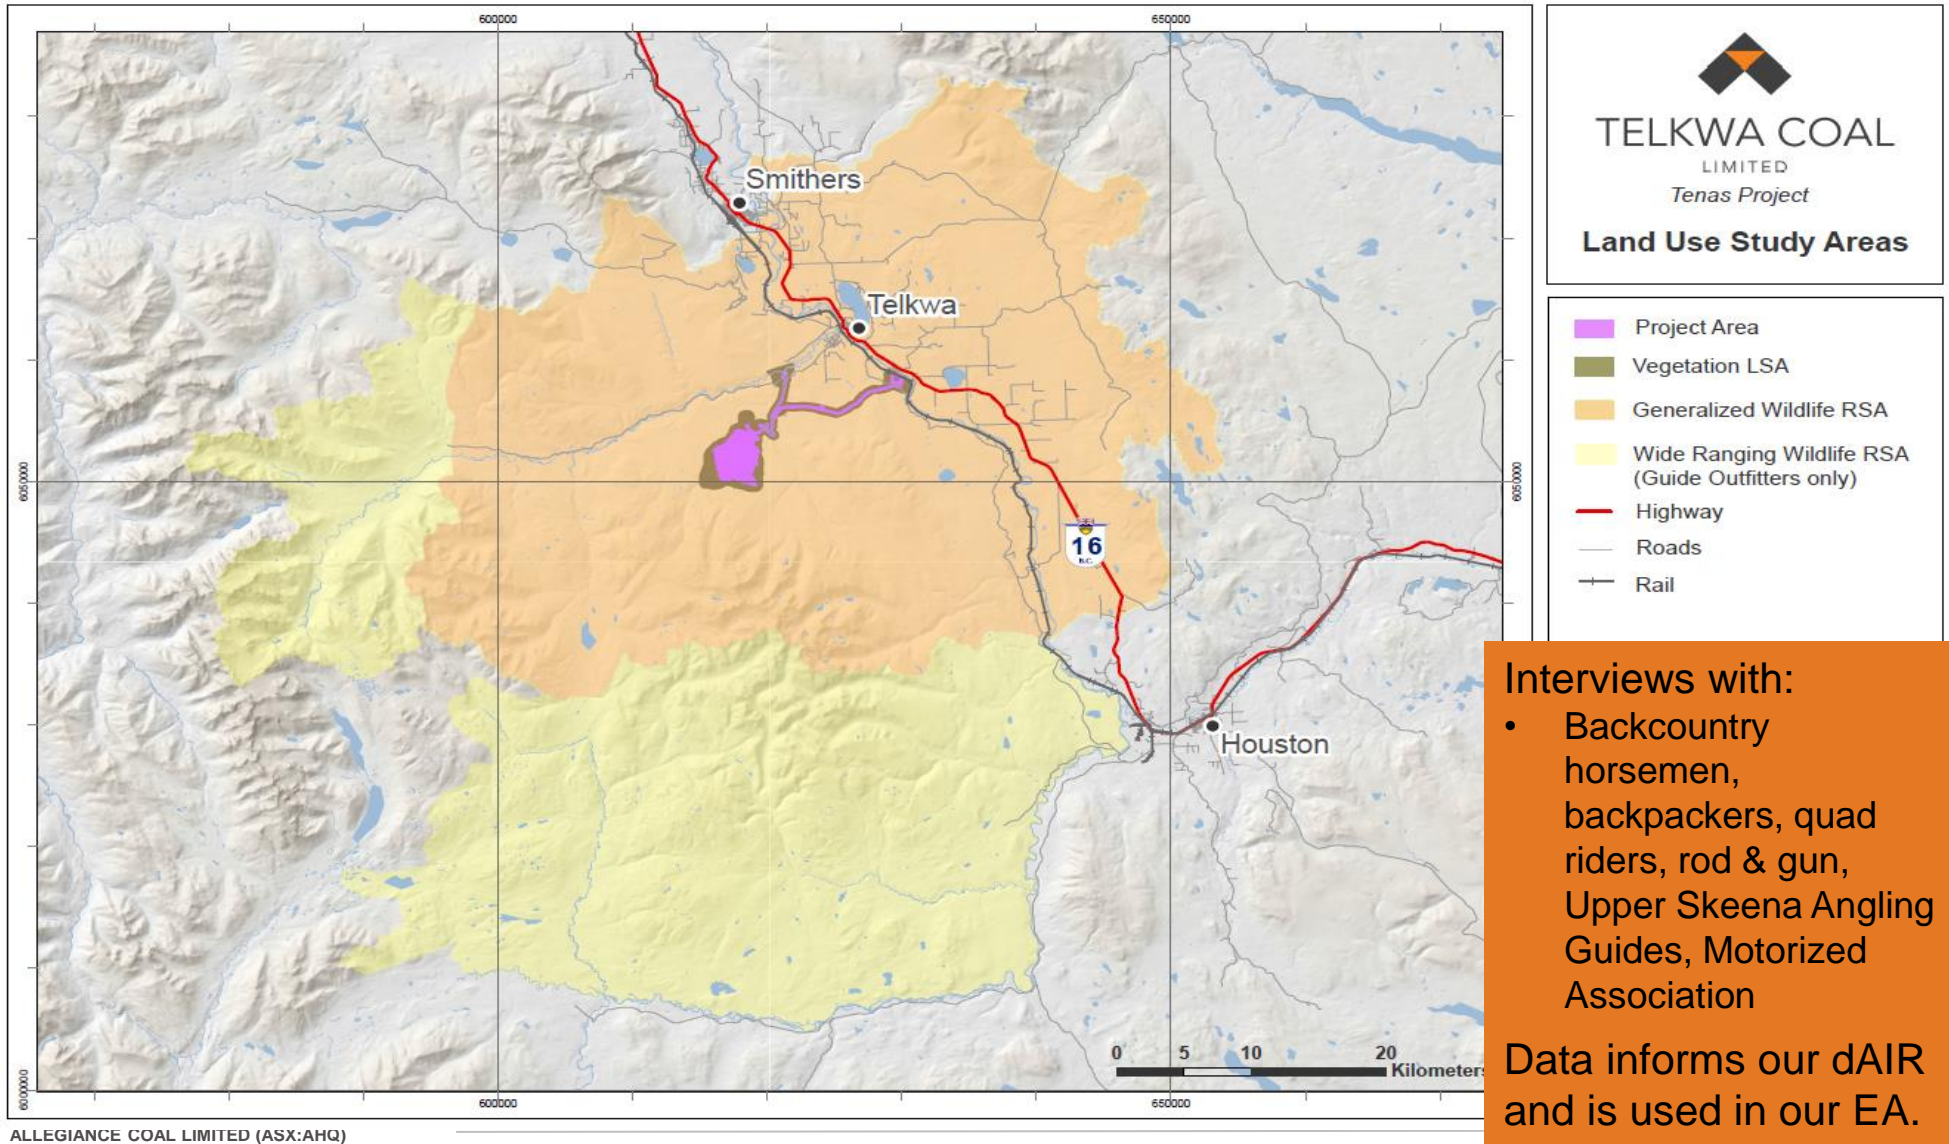 600000
650000
Smithers
Telkwa
6050000
6050000
16
B.C.
Houston
0 5 10 20
Kilometers
6000000
600000
650000
TELKWA COAL
LIMITED
Tenas Project
Land Use Study Areas
Project Area
Vegetation LSA
Generalized Wildlife RSA
Wide Ranging Wildlife RSA
(Guide Outfitters only)
Highway
Roads
Rail
Interviews with:
• Backcountry
horsemen,
backpackers, quad
riders, rod & gun,
Upper Skeena Angling
Guides, Motorized
Association
Data informs our dAIR
and is used in our EA.
ALLEGIANCE COAL LIMITED (ASX:AHQ)